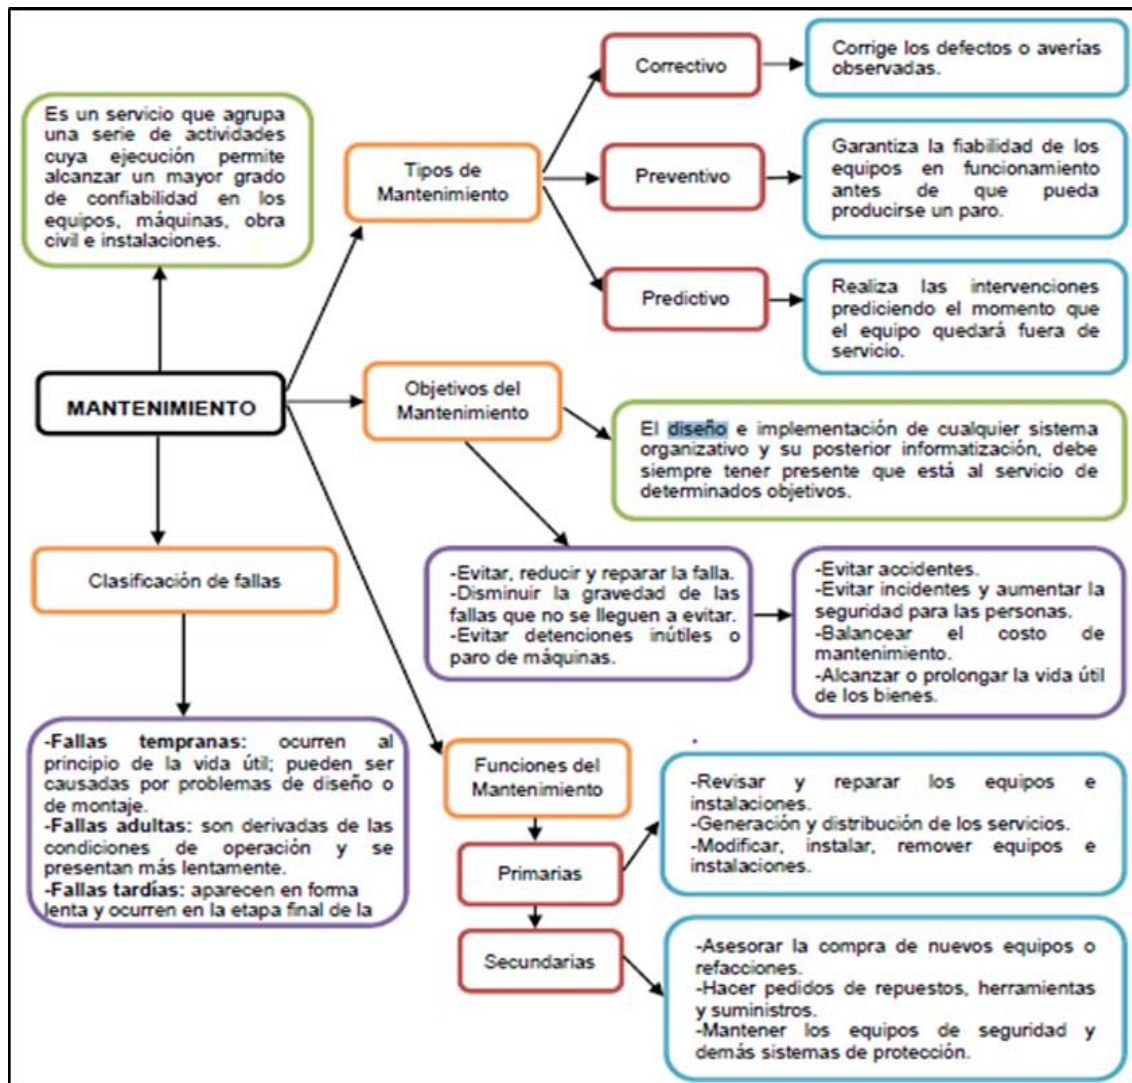 Es un servicio que agrupa
una serie de actividades
cuya ejecución permite
alcanzar un mayor grado
de confiabilidad en los
equipos, máquinas, obra
civil e instalaciones.
MANTENIMIENTO
Tipos de
Mantenimiento
Correctivo
Corrige los defectos o averías
observadas.
Preventivo
Garantiza la fiabilidad de los
equipos en funcionamiento
antes de que pueda
producirse un paro.
Predictivo
Realiza las intervenciones
prediciendo el momento que
el equipo quedará fuera de
servicio.
Objetivos del
Mantenimiento
El diseño e implementación de cualquier sistema
organizativo y su posterior informatización, debe
siempre tener presente que está al servicio de
determinados objetivos.
-Evitar, reducir y reparar la falla.
-Disminuir la gravedad de las
fallas que no se lleguen a evitar.
-Evitar detenciones inútiles o
paro de máquinas.
-Evitar accidentes.
-Evitar incidentes y aumentar la
seguridad para las personas.
-Balancear el costo de
mantenimiento.
-Alcanzar o prolongar la vida útil
de los bienes.
Clasificación de fallas
-Fallas tempranas: ocurren al
principio de la vida útil; pueden ser
causadas por problemas de diseño o
de montaje.
-Fallas adultas: son derivadas de las
condiciones de operación y se
presentan más lentamente.
-Fallas tardías: aparecen en forma
lenta y ocurren en la etapa final de la
Funciones del
Mantenimiento
Primarias
-Revisar y reparar los equipos e
instalaciones.
-Generación y distribución de los servicios.
-Modificar, instalar, remover equipos e
instalaciones.
Secundarias
-Asesorar la compra de nuevos equipos o
refacciones.
-Hacer pedidos de repuestos, herramientas
y suministros.
-Mantener los equipos de seguridad y
demás sistemas de protección.